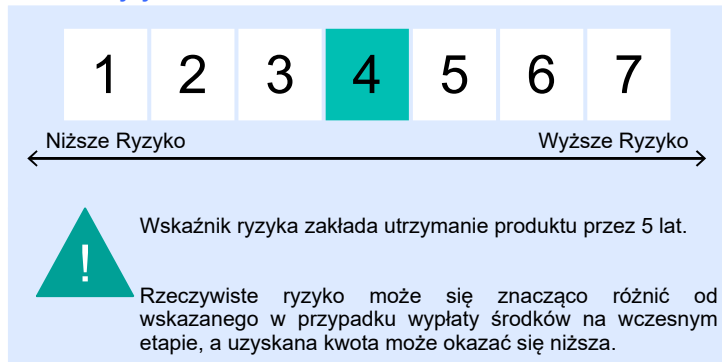 1 2 3 4 5 6 7
Niższe Ryzyko Wyższe Ryzyko
Wskaźnik ryzyka zakłada utrzymanie produktu przez 5 lat.
!
Rzeczywiste ryzyko może się znacząco różnić od
wskazanego w przypadku wypłaty środków na wczesnym
etapie, a uzyskana kwota może okazać się niższa.